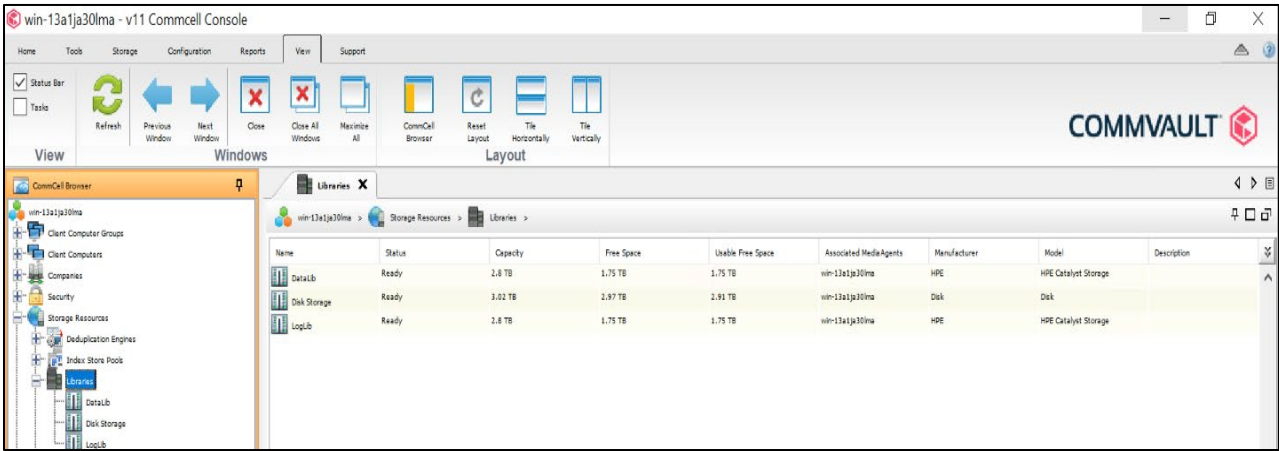 win-13a1ja30lma - v11 Commcell Console
Home Tools Storage Configuration Reports View Support
Status Bar
Tasks
Refresh
Previous Window
Next Window
Close
Close All Windows
Maximize All
CommCell Browser
Reset Layout
Tile Horizontally
Tile Vertically
View Windows Layout
COMMVAULT
CommCell Browser
win-13a1ja30lma
Client Computer Groups
Client Computers
Companies
Security
Storage Resources
Deduplication Engines
Index Store Pools
Libraries
DataLib
Disk Storage
LogLib
Libraries X
win-13a1ja30lma > Storage Resources > Libraries >
Name Status Capacity Free Space Usable Free Space Associated MediaAgents Manufacturer Model Description
DataLib Ready 2.8 TB 1.75 TB 1.75 TB win-13a1ja30lma HPE HPE Catalyst Storage
Disk Storage Ready 3.02 TB 2.97 TB 2.91 TB win-13a1ja30lma Disk Disk
LogLib Ready 2.8 TB 1.75 TB 1.75 TB win-13a1ja30lma HPE HPE Catalyst Storage